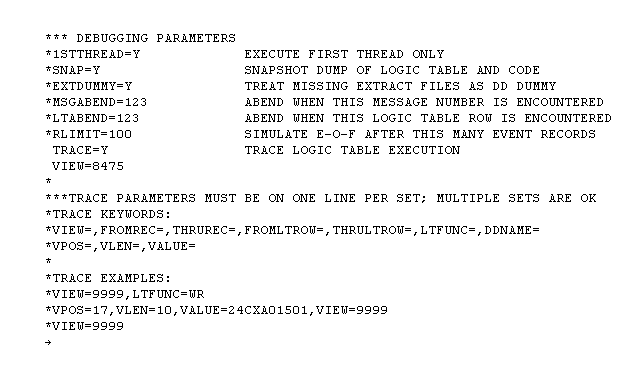 *** DEBUGGING PARAMETERS
*1STTHREAD=Y             EXECUTE FIRST THREAD ONLY
*SNAP=Y                  SNAPSHOT DUMP OF LOGIC TABLE AND CODE
*EXTDUMMY=Y              TREAT MISSING EXTRACT FILES AS DD DUMMY
*MSGABEND=123            ABEND WHEN THIS MESSAGE NUMBER IS ENCOUNTERED
*LTABEND=123             ABEND WHEN THIS LOGIC TABLE ROW IS ENCOUNTERED
*RLIMIT=100              SIMULATE E-O-F AFTER THIS MANY EVENT RECORDS
 TRACE=Y                 TRACE LOGIC TABLE EXECUTION
 VIEW=8475
*
***TRACE PARAMETERS MUST BE ON ONE LINE PER SET; MULTIPLE SETS ARE OK
*TRACE KEYWORDS:
*VIEW=,FROMREC=,THRUREC=,FROMLTROW=,THRULTROW=,LTFUNC=,DDNAME=
*VPOS=,VLEN=,VALUE=
*
*TRACE EXAMPLES:
*VIEW=9999,LTFUNC=WR
*VPOS=17,VLEN=10,VALUE=24CXA01501,VIEW=9999
*VIEW=9999
→